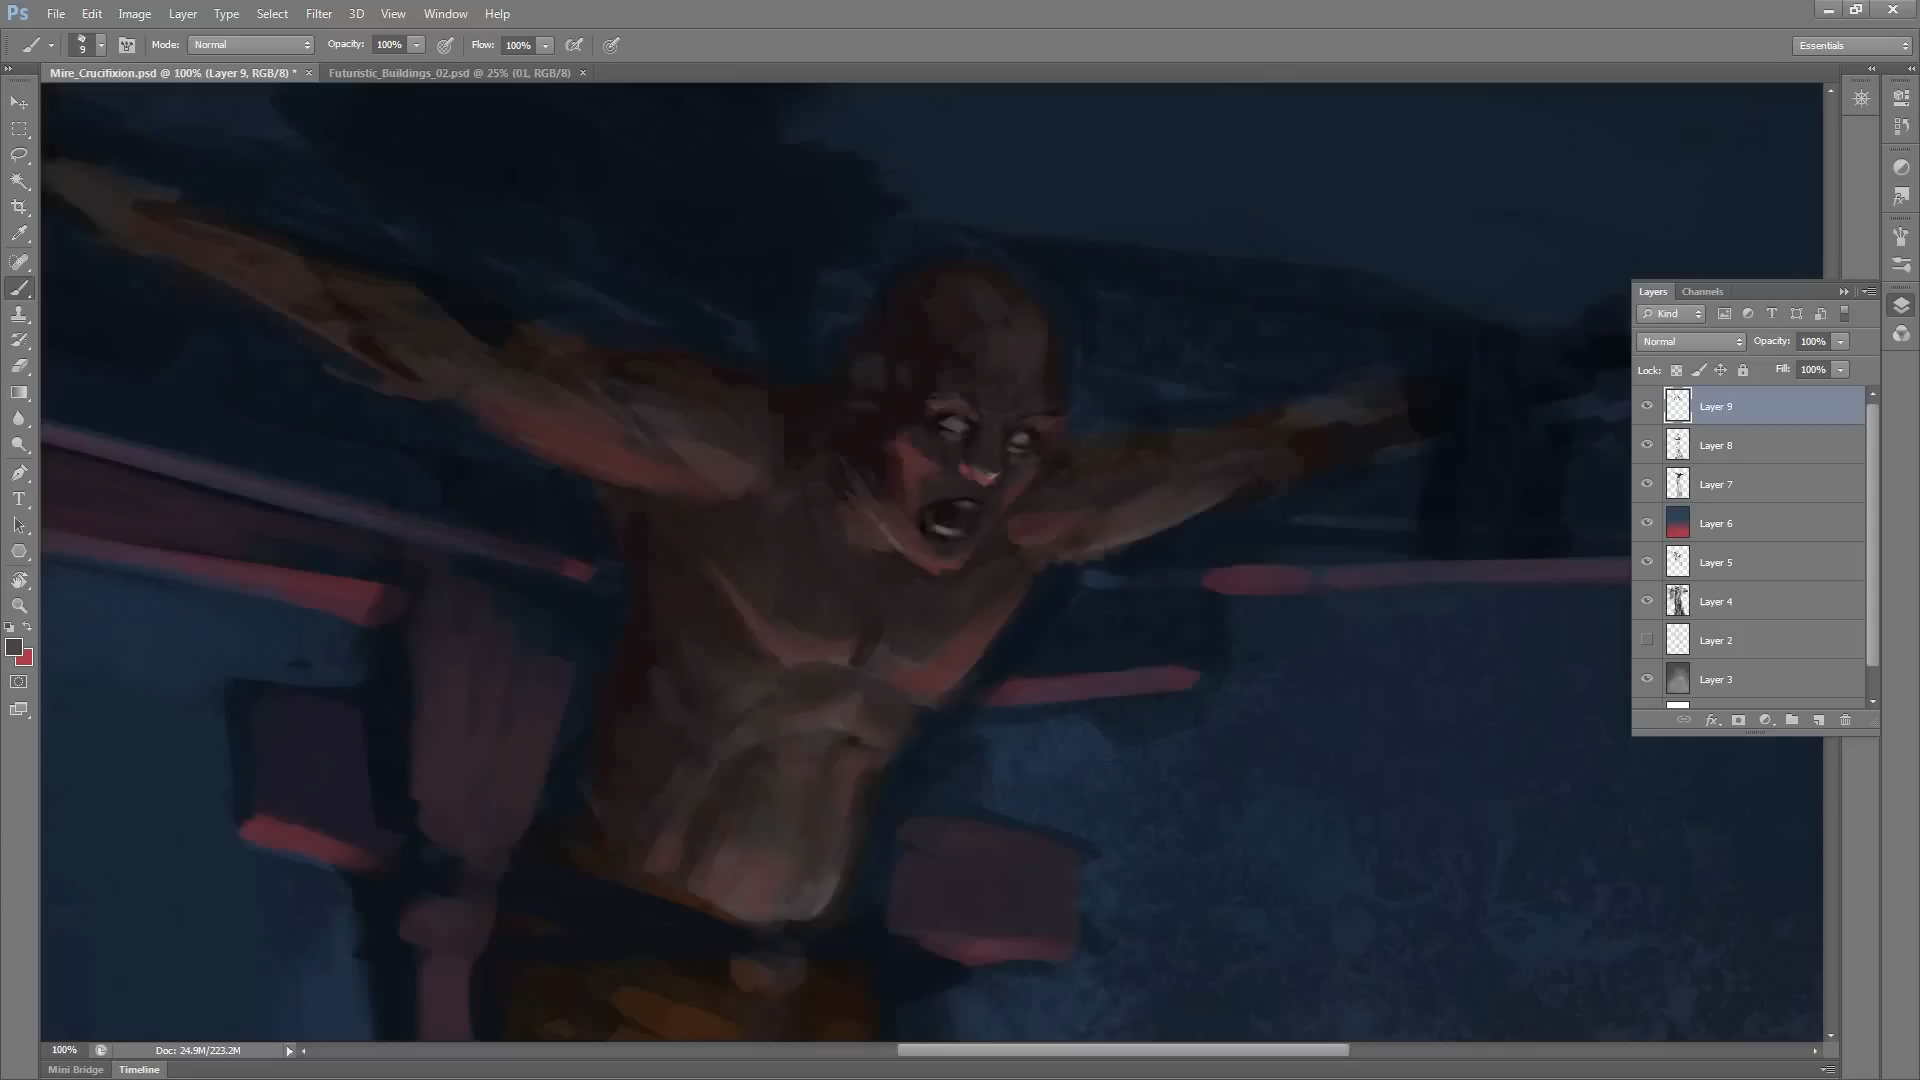 Ps File Edit Image Layer Type Select Filter 3D View Window Help
9 Mode: Normal Opacity: 100% Flow: 100% Essentials
Mire_Crucifixion.psd @ 100% (Layer 9, RGB/8) * × Futuristic_Buildings_02.psd @ 25% (01, RGB/8) ×
Layers Channels
Kind
Normal Opacity: 100%
Lock: Fill: 100%
Layer 9
Layer 8
Layer 7
Layer 6
Layer 5
Layer 4
Layer 2
Layer 3
100% Doc: 24.9M/223.2M
Mini Bridge Timeline